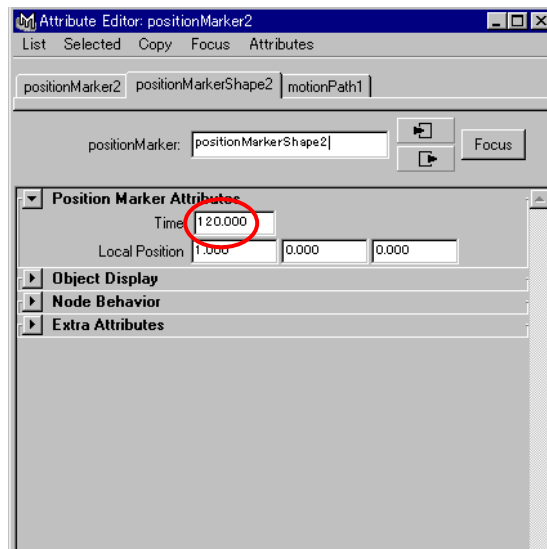 Attribute Editor: positionMarker2
List Selected Copy Focus Attributes
positionMarker2 positionMarkerShape2 motionPath1
positionMarker: positionMarkerShape2 Focus
Position Marker Attributes
Time 120.000
Local Position 1.000 0.000 0.000
Object Display
Node Behavior
Extra Attributes